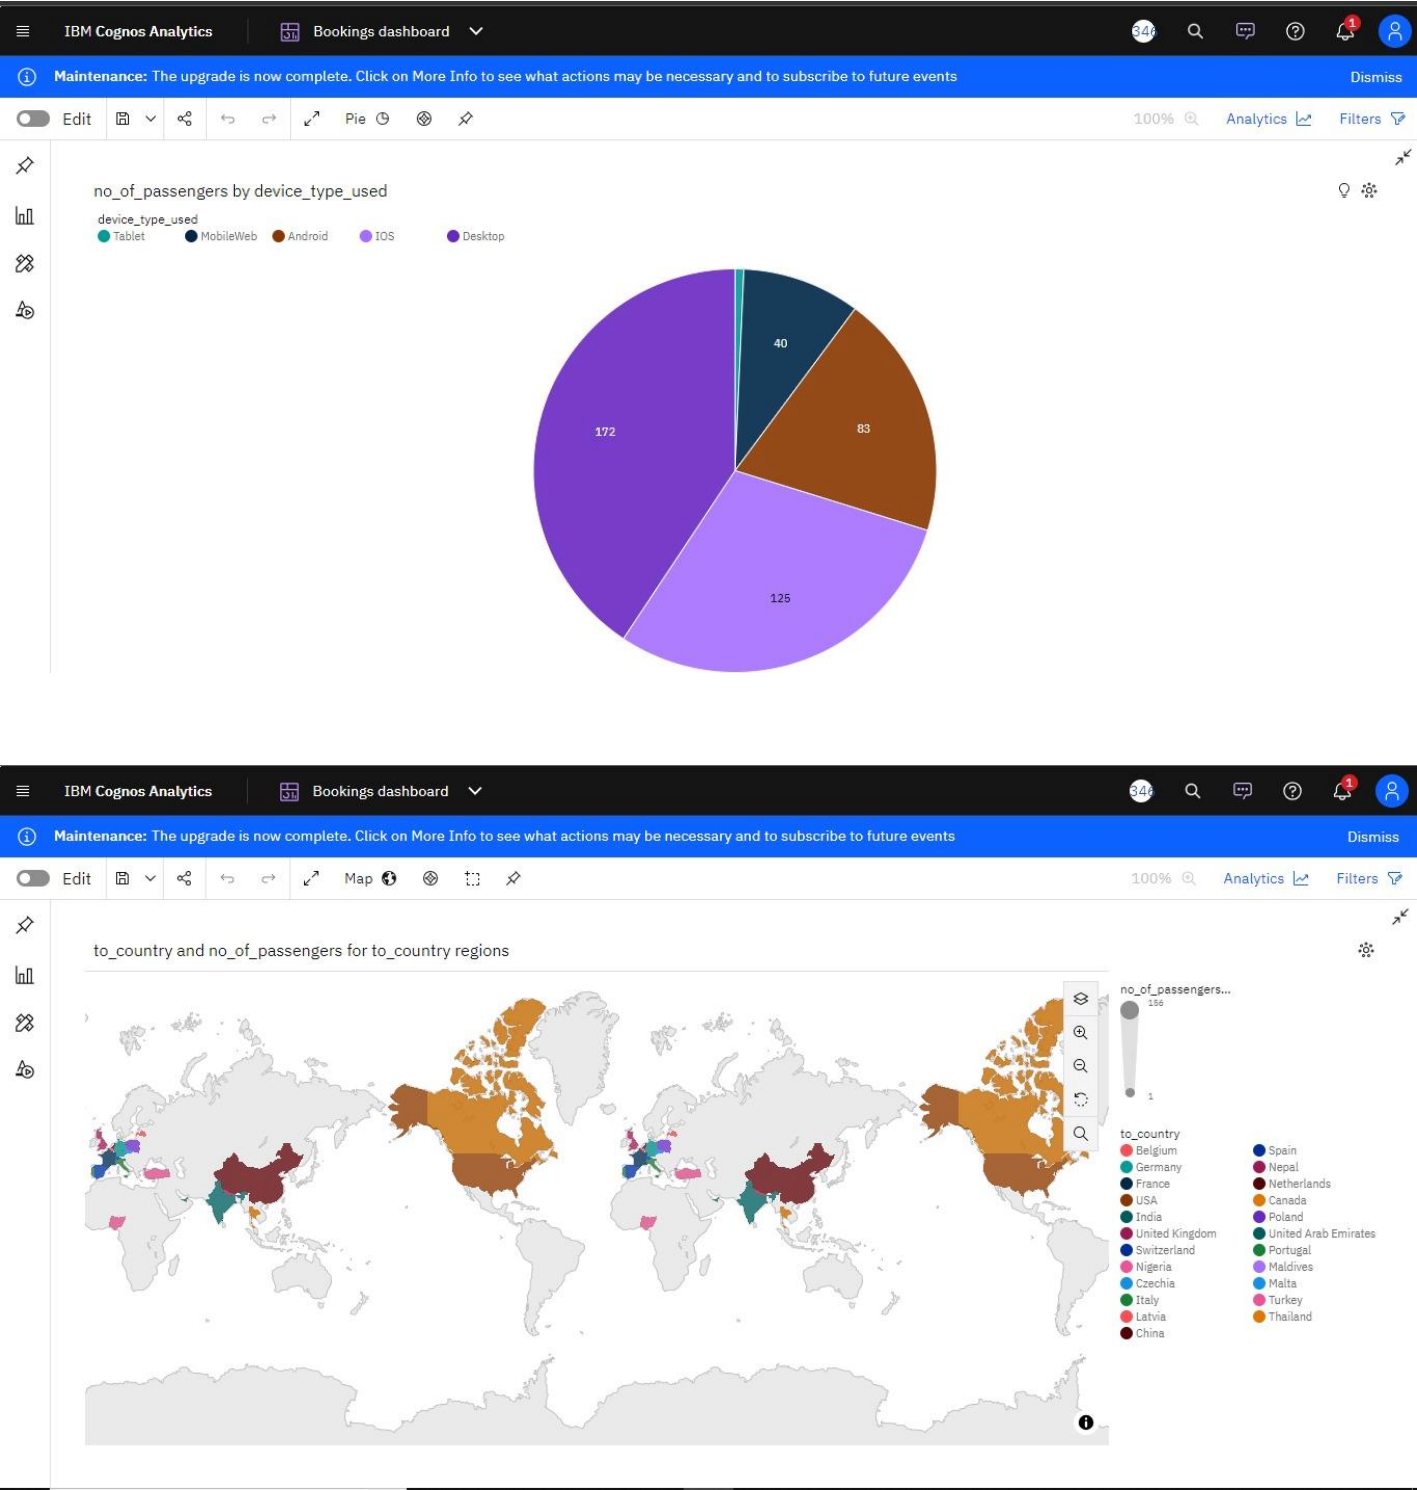 IBM Cognos Analytics
Bookings dashboard
346
1
Maintenance: The upgrade is now complete. Click on More Info to see what actions may be necessary and to subscribe to future events
Dismiss
Edit
Pie
100%
Analytics
Filters
no_of_passengers by device_type_used
device_type_used
Tablet MobileWeb Android IOS Desktop
40
83
172
125
IBM Cognos Analytics
Bookings dashboard
346
1
Maintenance: The upgrade is now complete. Click on More Info to see what actions may be necessary and to subscribe to future events
Dismiss
Edit
Map
100%
Analytics
Filters
to_country and no_of_passengers for to_country regions
no_of_passengers...
156
1
to_country
Belgium
Germany
France
USA
India
United Kingdom
Switzerland
Nigeria
Czechia
Italy
Latvia
China
Spain
Nepal
Netherlands
Canada
Poland
United Arab Emirates
Portugal
Maldives
Malta
Turkey
Thailand